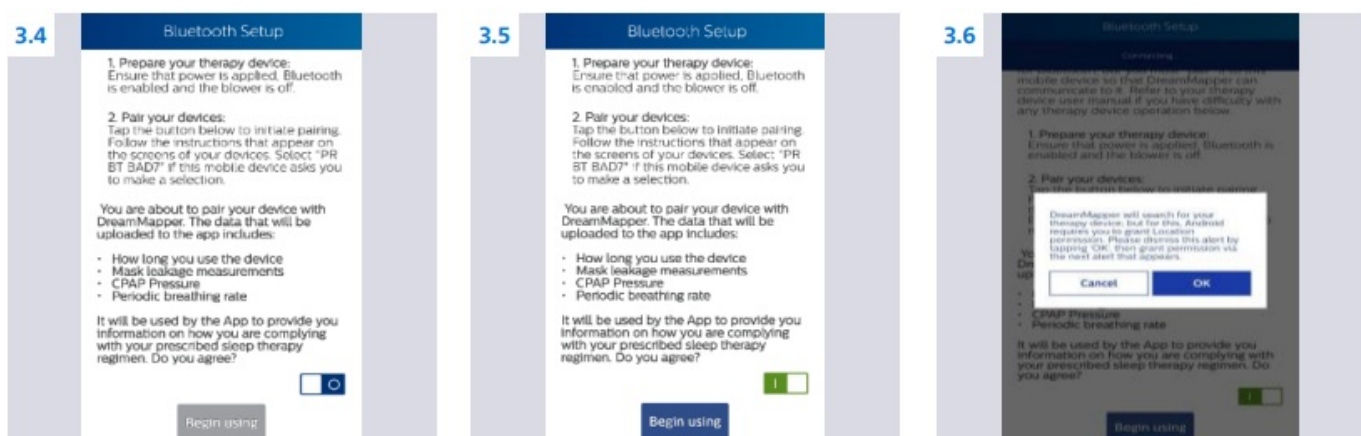 3.4
Bluetooth Setup
1. Prepare your therapy device:
Ensure that power is applied, Bluetooth
is enabled and the blower is off.
2. Pair your devices:
Tap the button below to initiate pairing.
Follow the instructions that appear on
the screens of your devices. Select "PR
BT BAD7" if this mobile device asks you
to make a selection.
You are about to pair your device with
DreamMapper. The data that will be
uploaded to the app includes:
· How long you use the device
· Mask leakage measurements
· CPAP Pressure
· Periodic breathing rate
It will be used by the App to provide you
information on how you are complying
with your prescribed sleep therapy
regimen. Do you agree?
O
Begin using
3.5
Bluetooth Setup
1. Prepare your therapy device:
Ensure that power is applied, Bluetooth
is enabled and the blower is off.
2. Pair your devices:
Tap the button below to initiate pairing.
Follow the instructions that appear on
the screens of your devices. Select "PR
BT BAD7" if this mobile device asks you
to make a selection.
You are about to pair your device with
DreamMapper. The data that will be
uploaded to the app includes:
· How long you use the device
· Mask leakage measurements
· CPAP Pressure
· Periodic breathing rate
It will be used by the App to provide you
information on how you are complying
with your prescribed sleep therapy
regimen. Do you agree?
I
Begin using
3.6
Bluetooth Setup
Connecting...
mobile device so that DreamMapper can
communicate to it. Refer to your therapy
device user manual if you have difficulty with
any therapy device operation below.
1. Prepare your therapy device:
Ensure that power is applied, Bluetooth is
enabled and the blower is off.
2. Pair your devices:
Tap the button below to initiate pairing
DreamMapper will search for your
therapy device, but for this, Android
requires you to grant Location
permission. Please dismiss this alert by
tapping 'OK', then grant permission via
the next alert that appears.
Cancel
OK
· CPAP Pressure
· Periodic breathing rate
It will be used by the App to provide you
information on how you are complying with
your prescribed sleep therapy regimen. Do
you agree?
I
Begin using